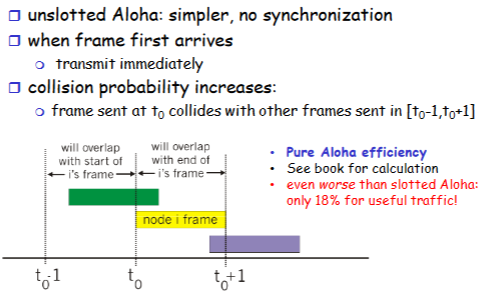 unslotted Aloha: simpler, no synchronization
when frame first arrives
transmit immediately
collision probability increases:
frame sent at t0 collides with other frames sent in [t0-1,t0+1]
will overlap
with start of
i's frame
will overlap
with end of
i's frame
node i frame
t0-1
t0
t0+1
Pure Aloha efficiency
See book for calculation
even worse than slotted Aloha:
only 18% for useful traffic!